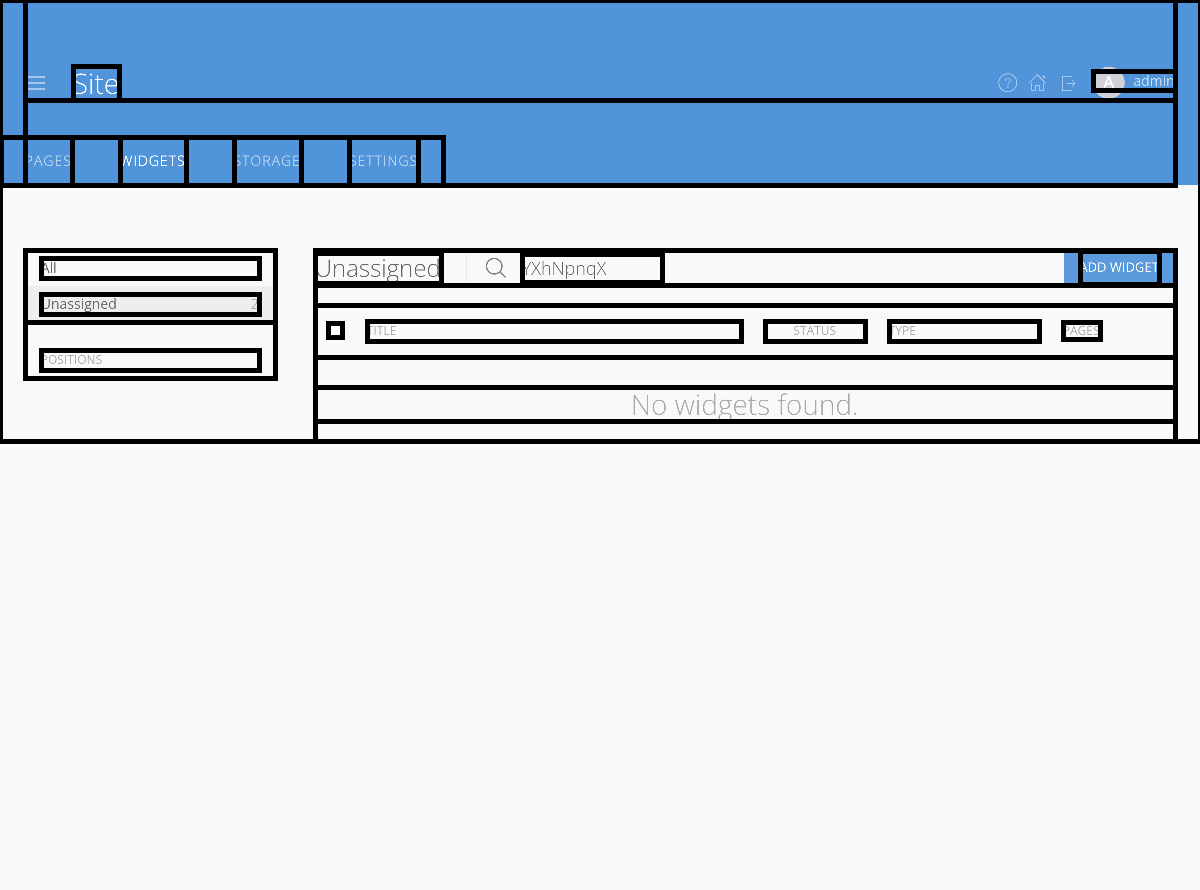 Site
A admin
PAGES WIDGETS STORAGE SETTINGS
All
Unassigned 2
POSITIONS
Unassigned YXhNpnqX ADD WIDGET
TITLE STATUS TYPE PAGES
No widgets found.